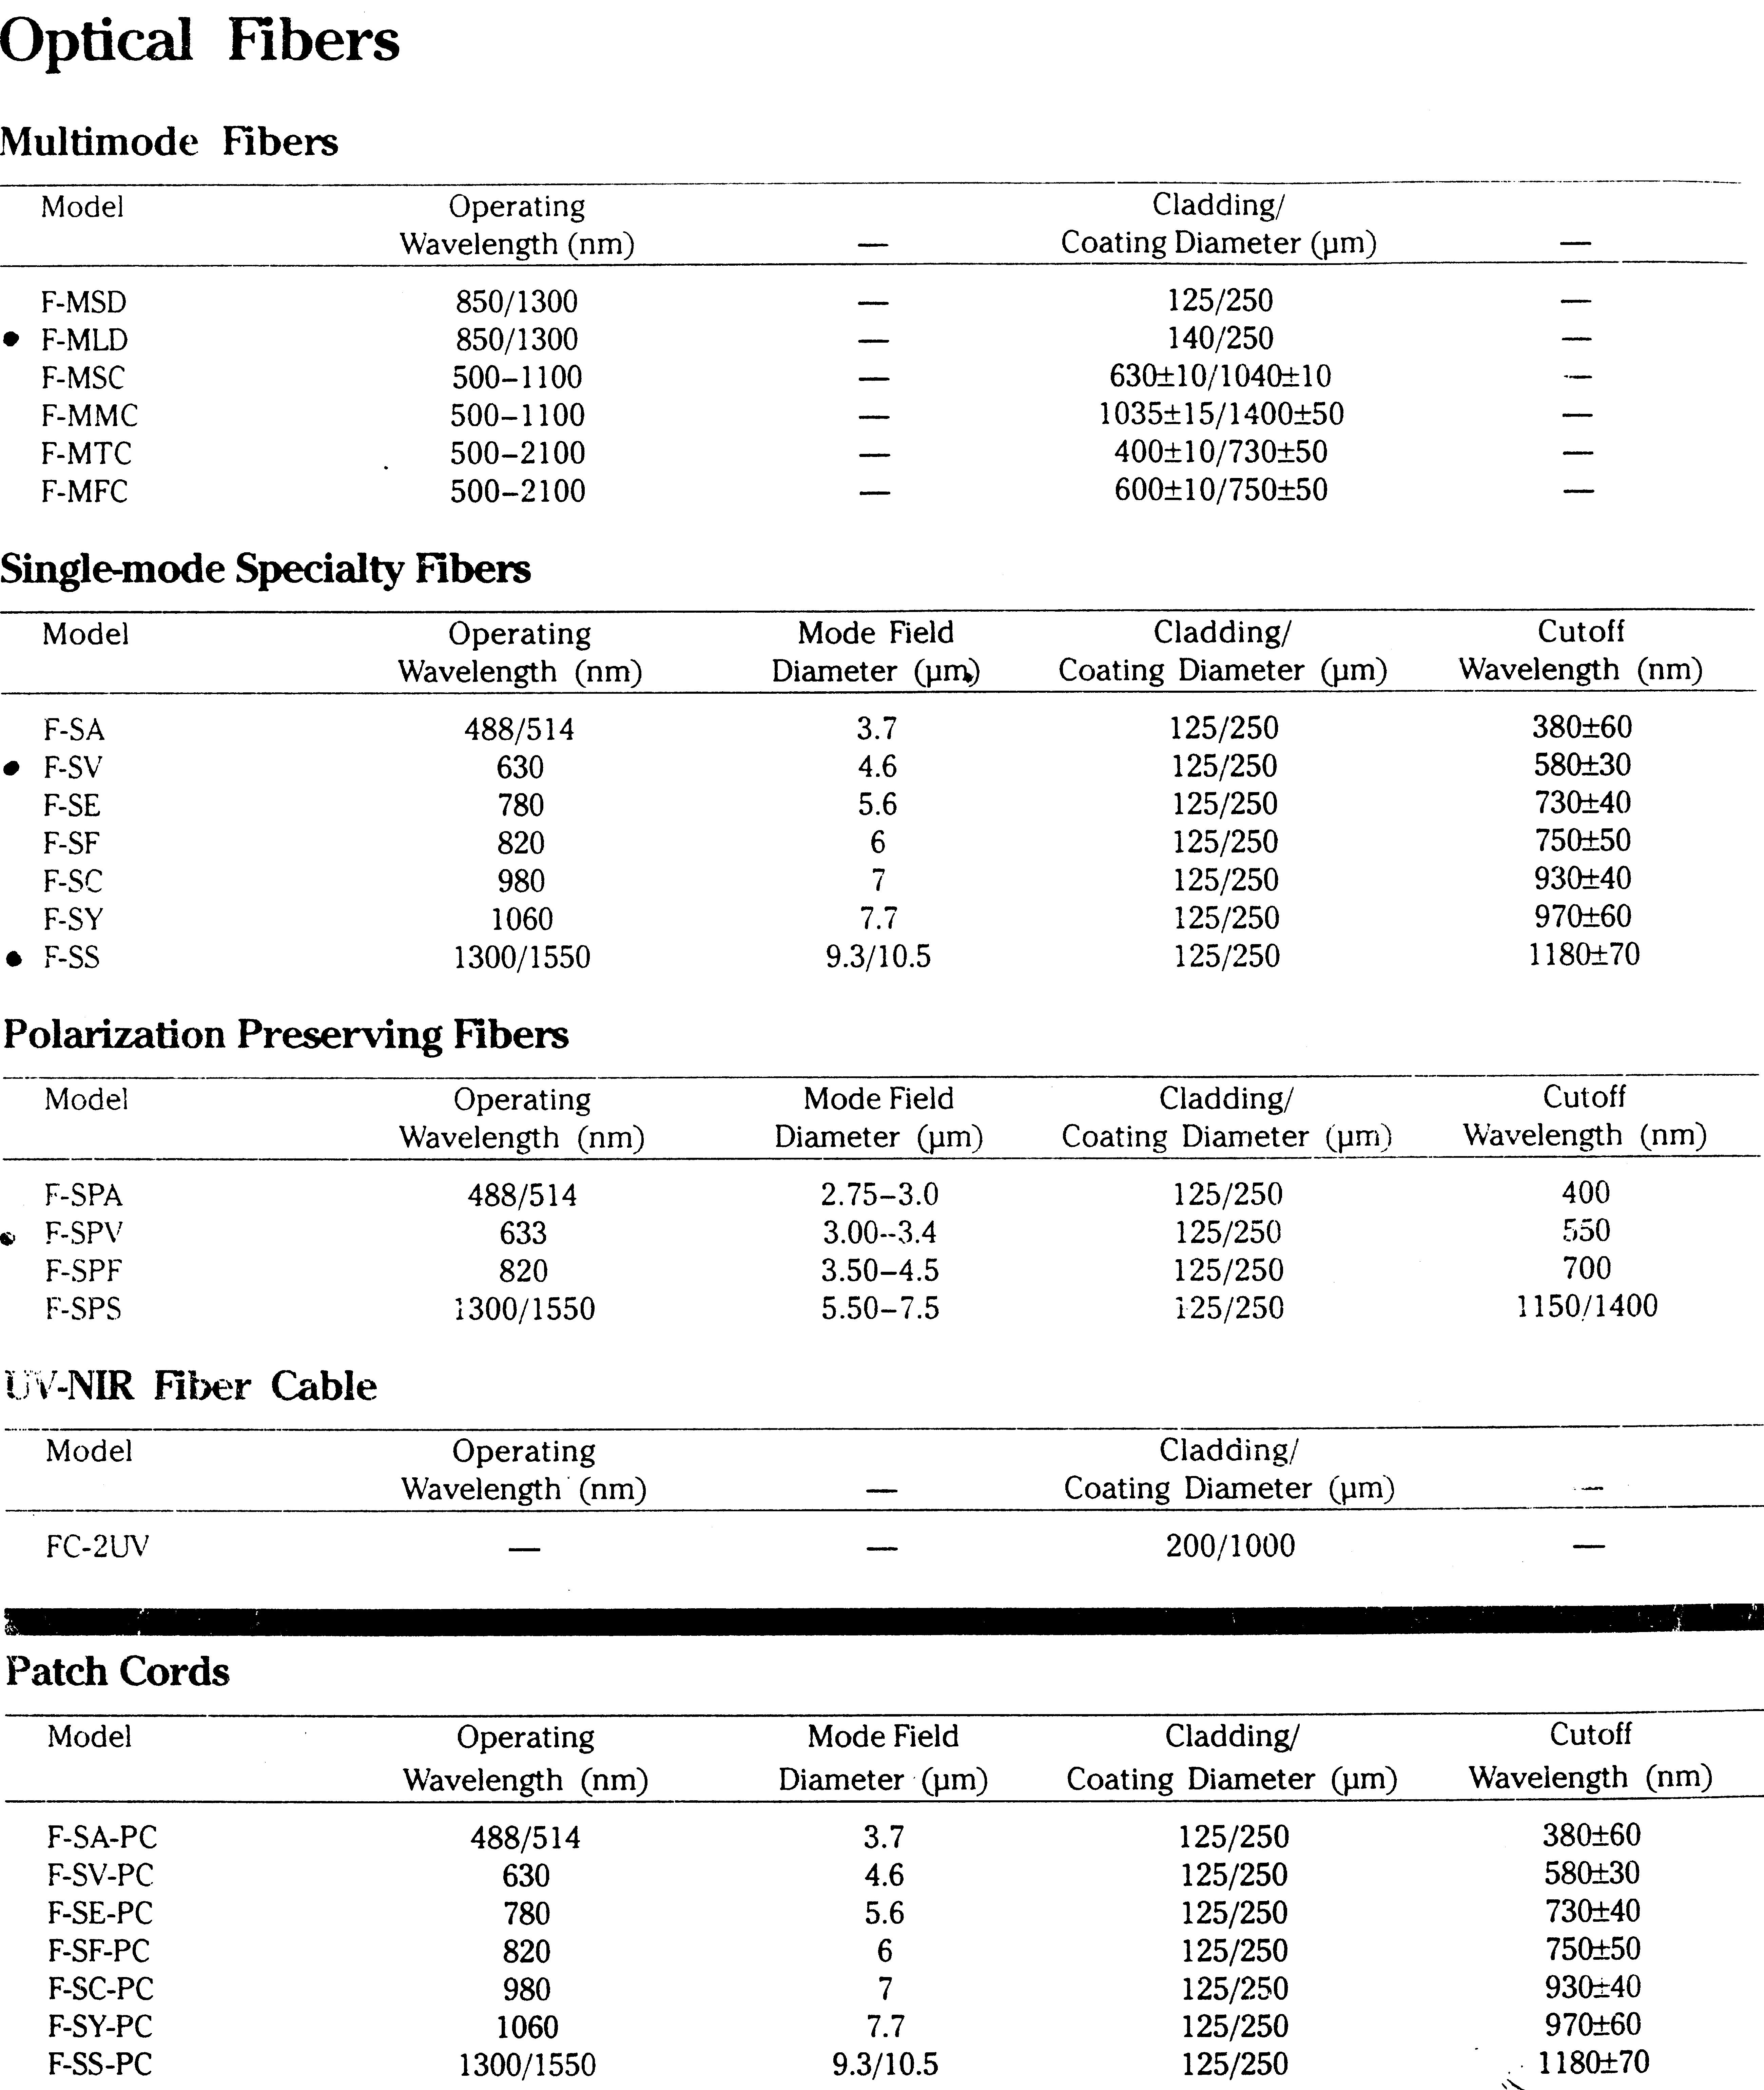 Optical Fibers
Multimode Fibers
Model Operating Cladding/
Wavelength (nm) — Coating Diameter (µm) —
F-MSD 850/1300 — 125/250 —
• F-MLD 850/1300 — 140/250 —
F-MSC 500–1100 — 630±10/1040±10 —
F-MMC 500–1100 — 1035±15/1400±50 —
F-MTC 500–2100 — 400±10/730±50 —
F-MFC 500–2100 — 600±10/750±50 —
Single-mode Specialty Fibers
Model Operating Mode Field Cladding/ Cutoff
Wavelength (nm) Diameter (µm) Coating Diameter (µm) Wavelength (nm)
F-SA 488/514 3.7 125/250 380±60
• F-SV 630 4.6 125/250 580±30
F-SE 780 5.6 125/250 730±40
F-SF 820 6 125/250 750±50
F-SC 980 7 125/250 930±40
F-SY 1060 7.7 125/250 970±60
• F-SS 1300/1550 9.3/10.5 125/250 1180±70
Polarization Preserving Fibers
Model Operating Mode Field Cladding/ Cutoff
Wavelength (nm) Diameter (µm) Coating Diameter (µm) Wavelength (nm)
F-SPA 488/514 2.75–3.0 125/250 400
• F-SPV 633 3.00–3.4 125/250 550
F-SPF 820 3.50–4.5 125/250 700
F-SPS 1300/1550 5.50–7.5 125/250 1150/1400
UV-NIR Fiber Cable
Model Operating Cladding/
Wavelength (nm) — Coating Diameter (µm) —
FC-2UV — — 200/1000 —
Patch Cords
Model Operating Mode Field Cladding/ Cutoff
Wavelength (nm) Diameter (µm) Coating Diameter (µm) Wavelength (nm)
F-SA-PC 488/514 3.7 125/250 380±60
F-SV-PC 630 4.6 125/250 580±30
F-SE-PC 780 5.6 125/250 730±40
F-SF-PC 820 6 125/250 750±50
F-SC-PC 980 7 125/250 930±40
F-SY-PC 1060 7.7 125/250 970±60
F-SS-PC 1300/1550 9.3/10.5 125/250 1180±70